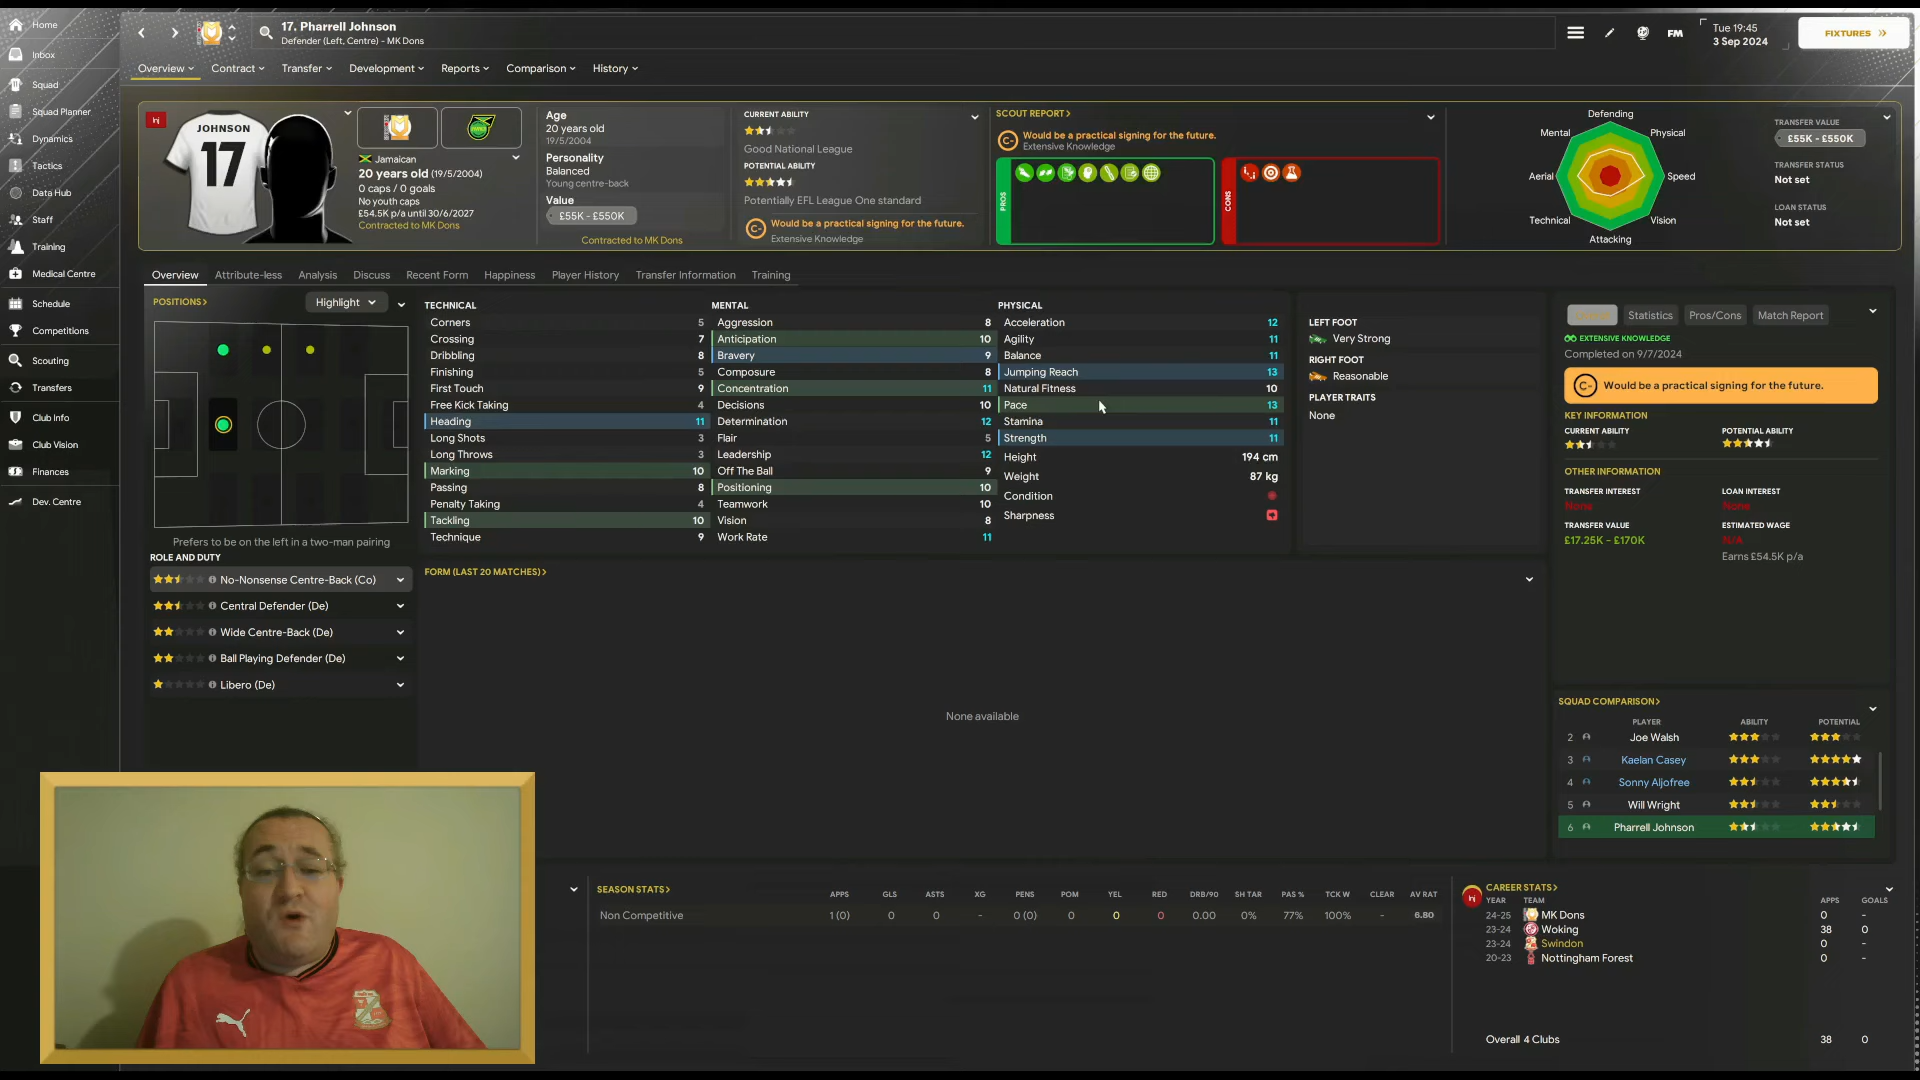 Home
Inbox
Squad
Squad Planner
Dynamics
Tactics
Data Hub
Staff
Training
Medical Centre
Schedule
Competitions
Scouting
Transfers
Club Info
Club Vision
Finances
Dev. Centre
17. Pharrell Johnson
Defender (Left, Centre) - MK Dons
FM
Tue 19:45
3 Sep 2024
FIXTURES
Overview Contract Transfer Development Reports Comparison History
JOHNSON
17
Jamaican
20 years old (19/5/2004)
0 caps / 0 goals
No youth caps
£54.5K p/a until 30/6/2027
Contracted to MK Dons
Age
20 years old
19/5/2004
Personality
Balanced
Young centre-back
Value
£55K - £550K
Contracted to MK Dons
CURRENT ABILITY
Good National League
POTENTIAL ABILITY
Potentially EFL League One standard
C- Would be a practical signing for the future.
Extensive Knowledge
SCOUT REPORT>
C- Would be a practical signing for the future.
Extensive Knowledge
PROS
CONS
Defending
Mental Physical
Aerial Speed
Technical Vision
Attacking
TRANSFER VALUE
£55K - £550K
TRANSFER STATUS
Not set
LOAN STATUS
Not set
Overview Attribute-less Analysis Discuss Recent Form Happiness Player History Transfer Information Training
POSITIONS> Highlight
Prefers to be on the left in a two-man pairing
ROLE AND DUTY
No-Nonsense Centre-Back (Co)
Central Defender (De)
Wide Centre-Back (De)
Ball Playing Defender (De)
Libero (De)
TECHNICAL
Corners 5
Crossing 7
Dribbling 8
Finishing 5
First Touch 9
Free Kick Taking 4
Heading 11
Long Shots 3
Long Throws 3
Marking 10
Passing 8
Penalty Taking 4
Tackling 10
Technique 9
MENTAL
Aggression 8
Anticipation 10
Bravery 9
Composure 8
Concentration 11
Decisions 10
Determination 12
Flair 5
Leadership 12
Off The Ball 9
Positioning 10
Teamwork 10
Vision 8
Work Rate 11
PHYSICAL
Acceleration 12
Agility 11
Balance 11
Jumping Reach 13
Natural Fitness 10
Pace 13
Stamina 11
Strength 11
Height 194 cm
Weight 87 kg
Condition
Sharpness
LEFT FOOT
Very Strong
RIGHT FOOT
Reasonable
PLAYER TRAITS
None
FORM (LAST 20 MATCHES)>
None available
Statistics Pros/Cons Match Report
EXTENSIVE KNOWLEDGE
Completed on 9/7/2024
C- Would be a practical signing for the future.
KEY INFORMATION
CURRENT ABILITY POTENTIAL ABILITY
OTHER INFORMATION
TRANSFER INTEREST LOAN INTEREST
None None
TRANSFER VALUE ESTIMATED WAGE
£17.25K - £170K N/A
Earns £54.5K p/a
SQUAD COMPARISON>
PLAYER ABILITY POTENTIAL
2 Joe Walsh
3 Kaelan Casey
4 Sonny Aljofree
5 Will Wright
6 Pharrell Johnson
SEASON STATS> APPS GLS ASTS XG PENS POM YEL RED DRB/90 SH TAR PAS % TCK W CLEAR AV RAT
Non Competitive 1 (0) 0 0 - 0 (0) 0 0 0 0.00 0% 77% 100% - 6.80
CAREER STATS>
YEAR TEAM APPS GOALS
24-25 MK Dons 0 -
23-24 Woking 38 0
23-24 Swindon 0 -
20-23 Nottingham Forest 0 -
Overall 4 Clubs 38 0